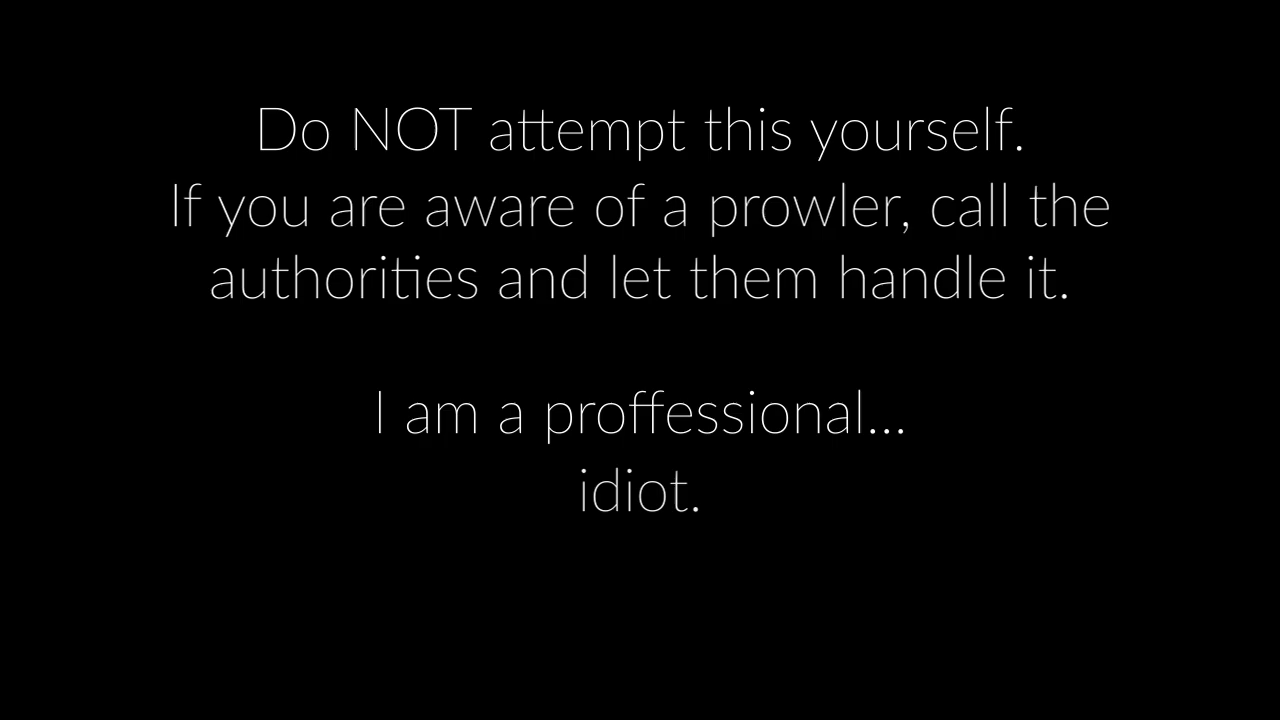 Do NOT attempt this yourself.
If you are aware of a prowler, call the
authorities and let them handle it.
I am a proffessional...
idiot.